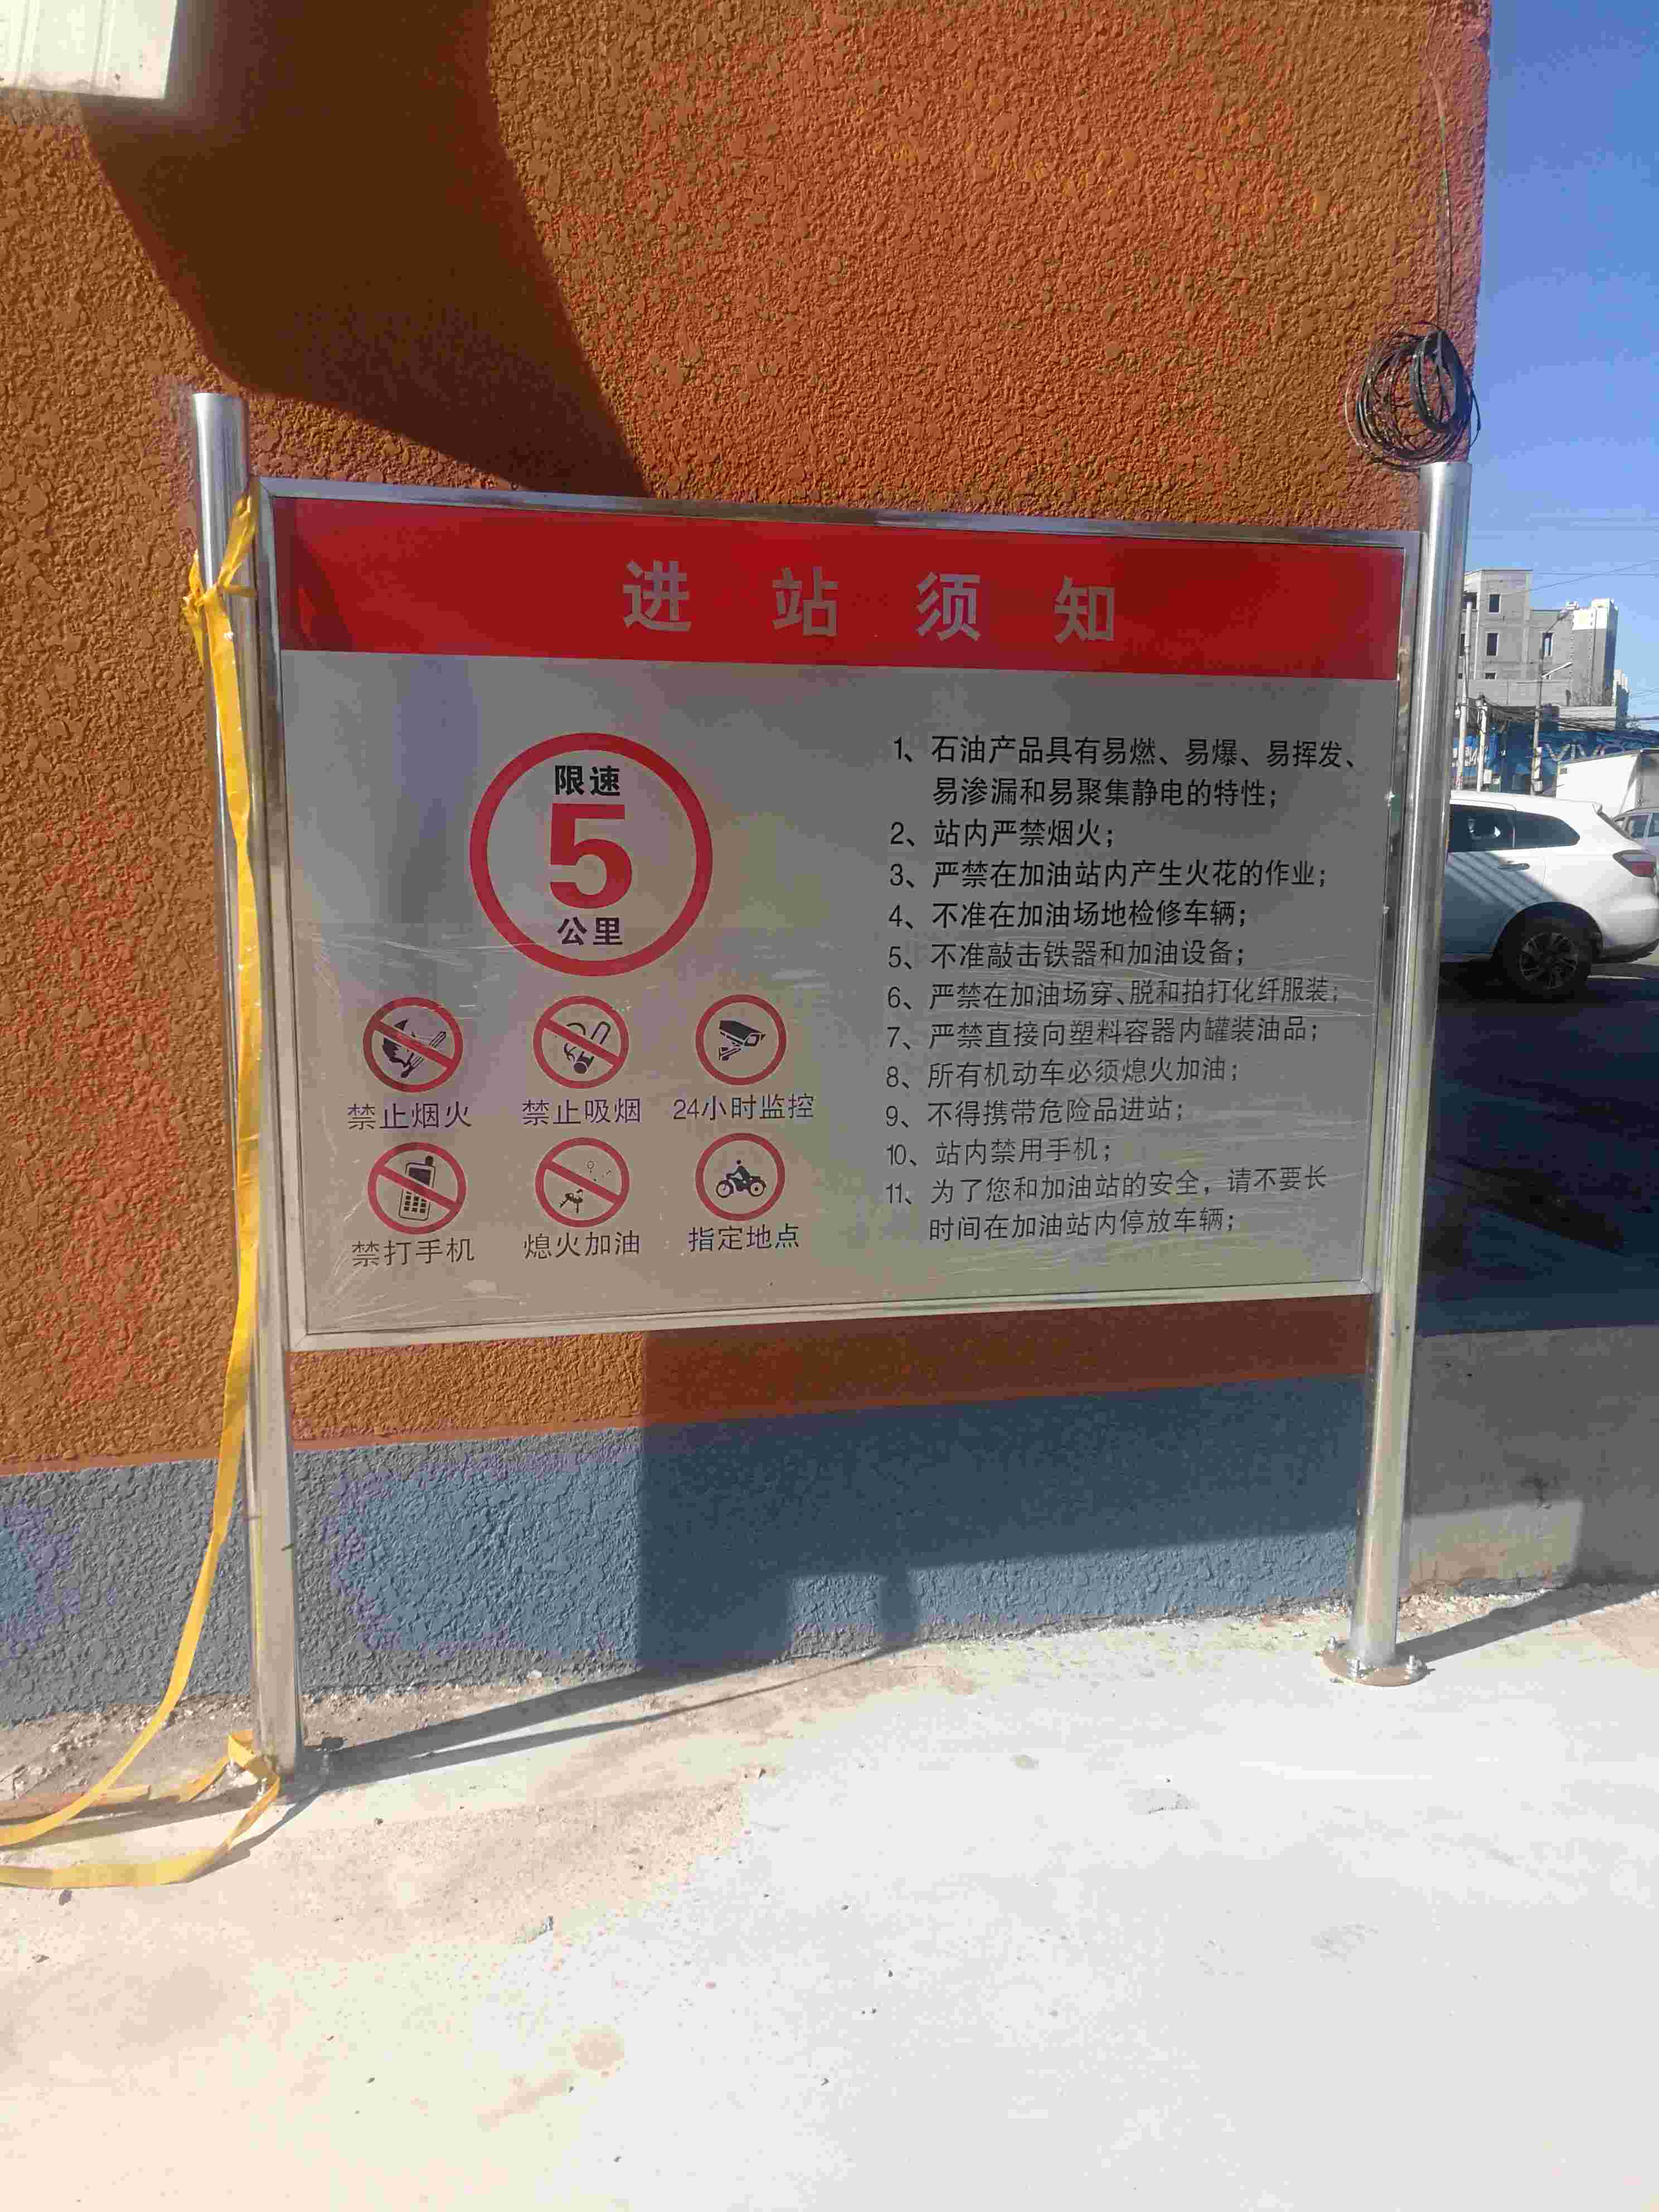 进站须知
限速
5
公里
禁止烟火
禁止吸烟
24小时监控
禁打手机
熄火加油
指定地点
1、石油产品具有易燃、易爆、易挥发、
易渗漏和易聚集静电的特性；
2、站内严禁烟火；
3、严禁在加油站内产生火花的作业；
4、不准在加油场地检修车辆；
5、不准敲击铁器和加油设备；
6、严禁在加油场穿、脱和拍打化纤服装；
7、严禁直接向塑料容器内罐装油品；
8、所有机动车必须熄火加油；
9、不得携带危险品进站；
10、站内禁用手机；
11、为了您和加油站的安全，请不要长
时间在加油站内停放车辆；